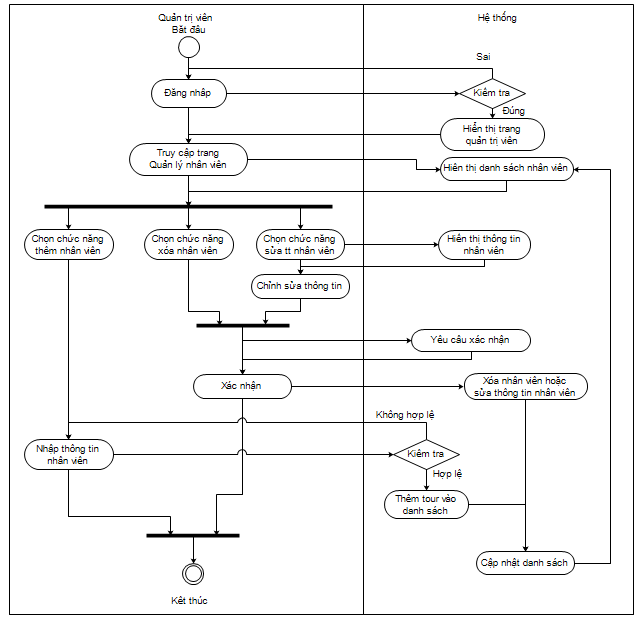 Quản trị viên
Bắt đầu
Hệ thống
Sai
Đăng nhập
Kiểm tra
Đúng
Hiển thị trang
quản trị viên
Truy cập trang
Quản lý nhân viên
Hiên thị danh sách nhân viên
Chọn chức năng
thêm nhân viên
Chọn chức năng
xóa nhân viên
Chọn chức năng
sửa tt nhân viên
Hiển thị thông tin
nhân viên
Chỉnh sửa thông tin
Yêu cầu xác nhận
Xác nhận
Xóa nhân viên hoặc
sửa thông tin nhân viên
Không hợp lệ
Nhập thông tin
nhân viên
Kiểm tra
Hợp lệ
Thêm tour vào
danh sách
Cập nhật danh sách
Kết thúc